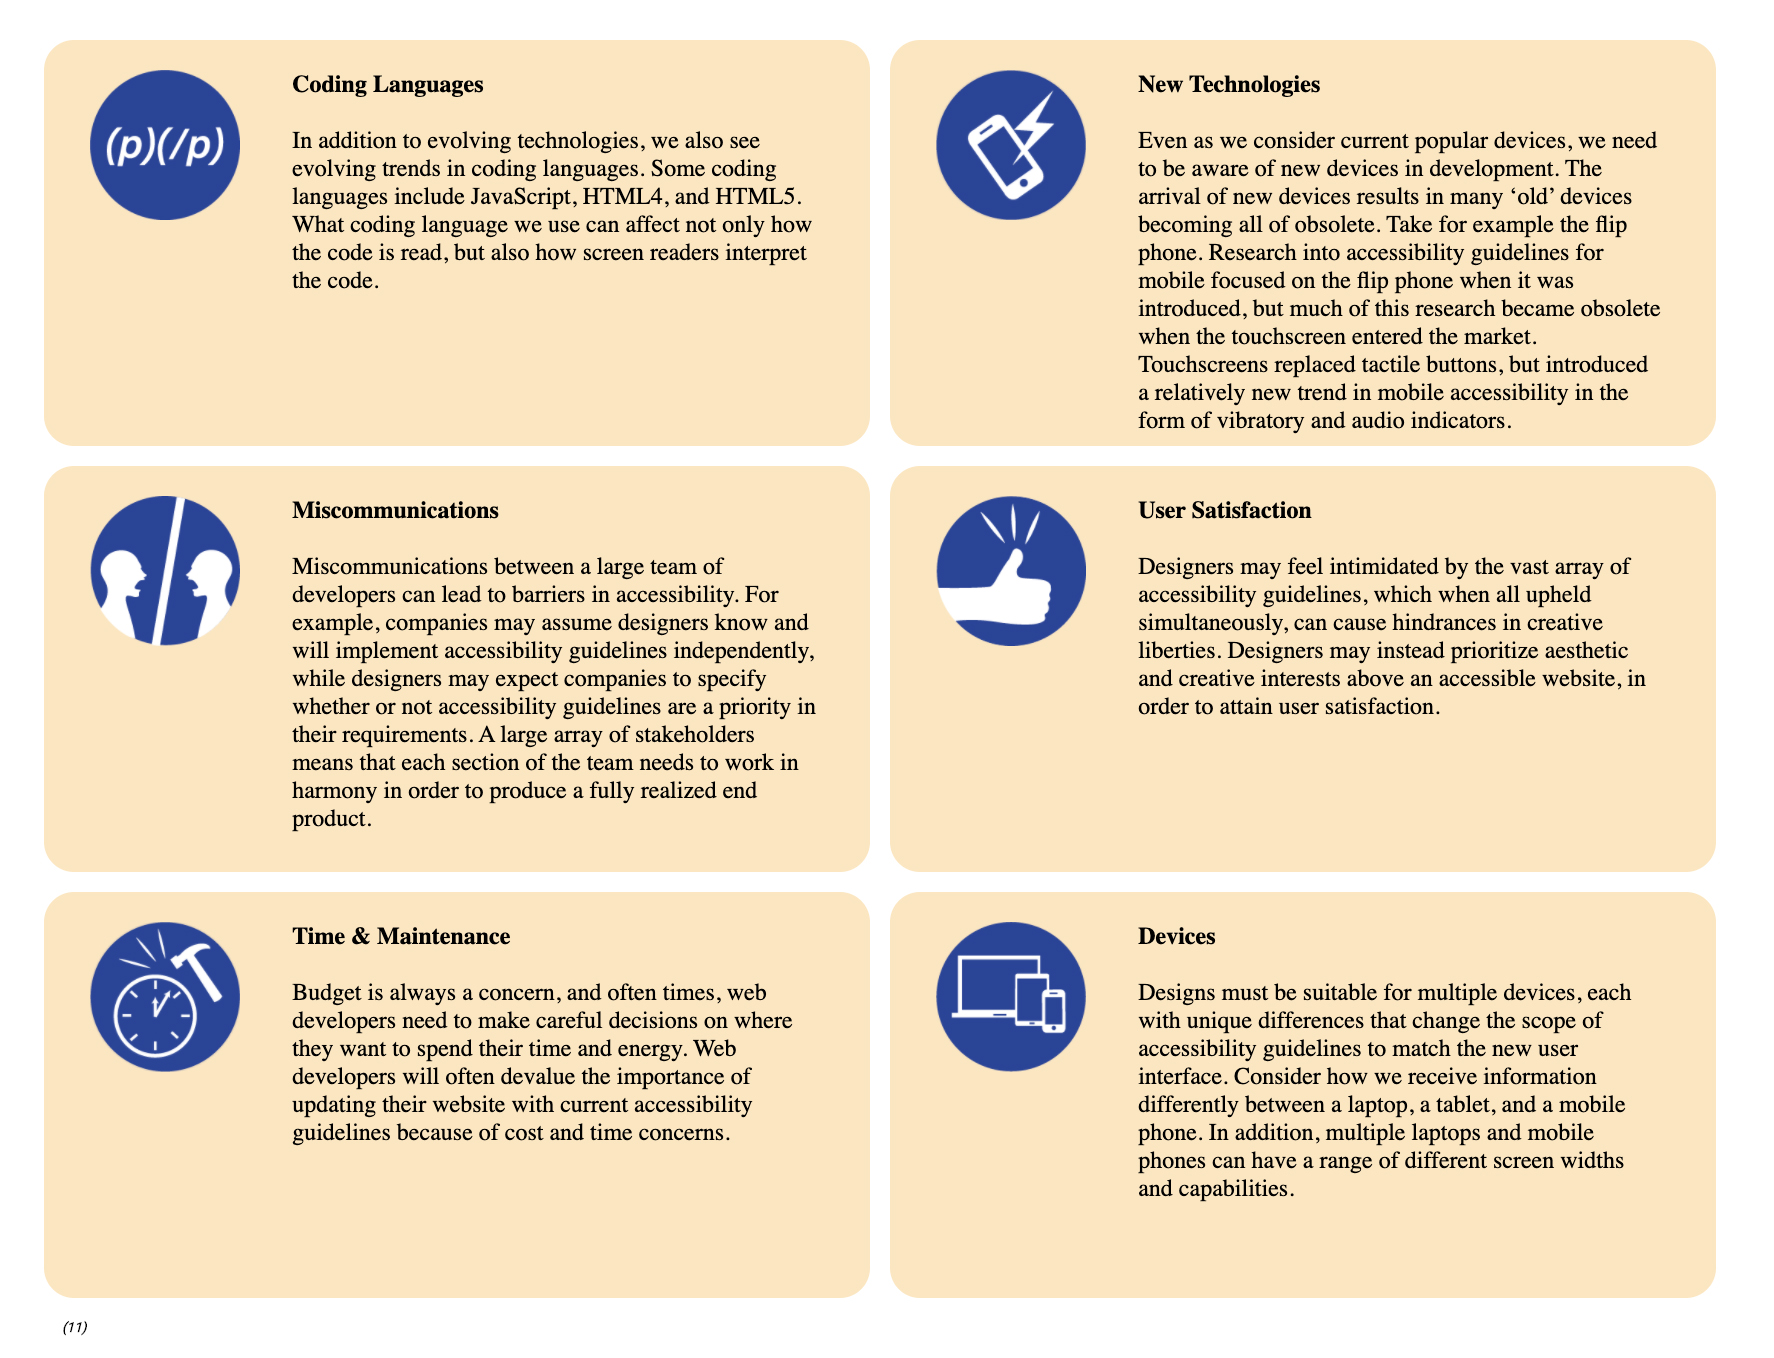 (p)(/p)
Coding Languages
In addition to evolving technologies, we also see
evolving trends in coding languages. Some coding
languages include JavaScript, HTML4, and HTML5.
What coding language we use can affect not only how
the code is read, but also how screen readers interpret
the code.
New Technologies
Even as we consider current popular devices, we need
to be aware of new devices in development. The
arrival of new devices results in many ‘old’ devices
becoming all of obsolete. Take for example the flip
phone. Research into accessibility guidelines for
mobile focused on the flip phone when it was
introduced, but much of this research became obsolete
when the touchscreen entered the market.
Touchscreens replaced tactile buttons, but introduced
a relatively new trend in mobile accessibility in the
form of vibratory and audio indicators.
Miscommunications
Miscommunications between a large team of
developers can lead to barriers in accessibility. For
example, companies may assume designers know and
will implement accessibility guidelines independently,
while designers may expect companies to specify
whether or not accessibility guidelines are a priority in
their requirements. A large array of stakeholders
means that each section of the team needs to work in
harmony in order to produce a fully realized end
product.
User Satisfaction
Designers may feel intimidated by the vast array of
accessibility guidelines, which when all upheld
simultaneously, can cause hindrances in creative
liberties. Designers may instead prioritize aesthetic
and creative interests above an accessible website, in
order to attain user satisfaction.
Time & Maintenance
Budget is always a concern, and often times, web
developers need to make careful decisions on where
they want to spend their time and energy. Web
developers will often devalue the importance of
updating their website with current accessibility
guidelines because of cost and time concerns.
Devices
Designs must be suitable for multiple devices, each
with unique differences that change the scope of
accessibility guidelines to match the new user
interface. Consider how we receive information
differently between a laptop, a tablet, and a mobile
phone. In addition, multiple laptops and mobile
phones can have a range of different screen widths
and capabilities.
(11)